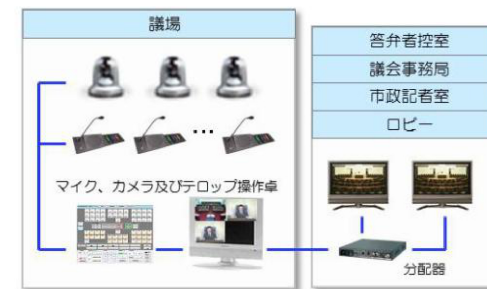 議場
マイク、カメラ及びテロップ操作卓
答弁者控室
議会事務局
市政記者室
ロビー
分配器